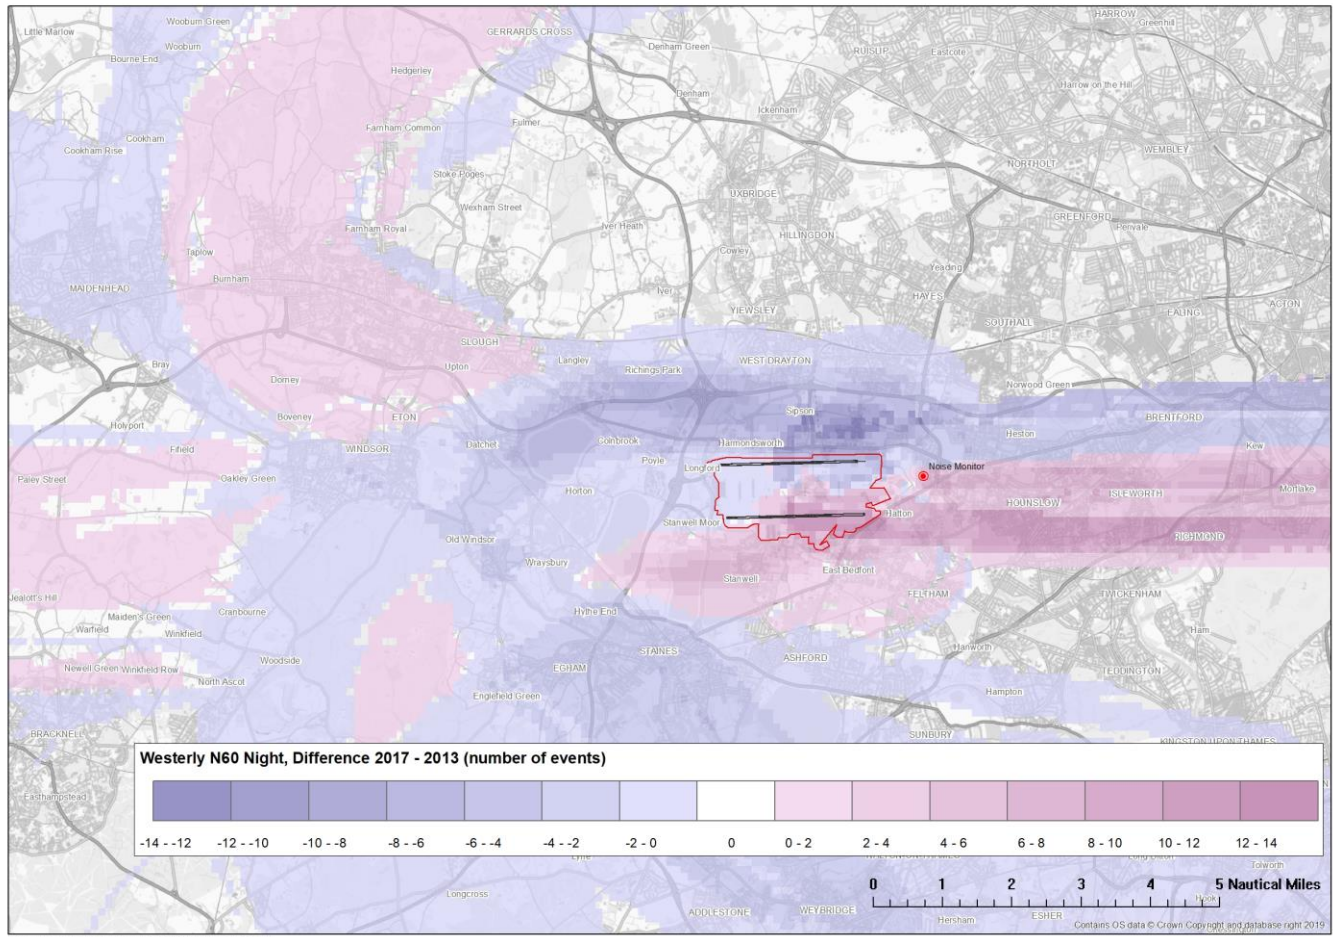 HARROW
Greenhill
Wooburn Green
Little Marlow
GERRARDS CROSS
Wooburn
Denham Green
RUISLIP
Eastcote
Bourne End
Hedgerley
Harrow on the Hill
Denham
Ickenham
Fulmer
Farnham Common
Cookham
Cookham Rise
WEMBLEY
NORTHOLT
Stoke Poges
UXBRIDGE
Wexham Street
GREENFORD
Farnham Royal
Iver Heath
Perivale
HILLINGDON
Taplow
Cowley
Yeading
Burnham
MAIDENHEAD
Iver
HAYES
ACTON
YIEWSLEY
EALING
SOUTHALL
SLOUGH
Langley
WEST DRAYTON
Bray
Upton
Richings Park
Dorney
Norwood Green
Sipson
Boveney
ETON
BRENTFORD
Holyport
Heston
Datchet
Colnbrook
Harmondsworth
Kew
Fifield
WINDSOR
Poyle
Longford
Noise Monitor
Paley Street
Oakley Green
Horton
ISLEWORTH
Mortlake
HOUNSLOW
Hatton
Stanwell Moor
RICHMOND
Old Windsor
Wraysbury
Stanwell
East Bedfont
FELTHAM
TWICKENHAM
Jealott's Hill
Cranbourne
Hythe End
Maiden's Green
Warfield
Winkfield
Ham
Hanworth
STAINES
ASHFORD
Woodside
Newell Green
Winkfield Row
EGHAM
TEDDINGTON
North Ascot
Englefield Green
Hampton
BRACKNELL
SUNBURY
KINGSTON UPON THAMES
Westerly N60 Night, Difference 2017 - 2013 (number of events)
Easthampstead
-14 - -12 -12 - -10 -10 - -8 -8 - -6 -6 - -4 -4 - -2 -2 - 0 0 0 - 2 2 - 4 4 - 6 6 - 8 8 - 10 10 - 12 12 - 14
Tolworth
0 1 2 3 4 5 Nautical Miles
Longcross
Hook
ADDLESTONE
WEYBRIDGE
ESHER
Hersham
Contains OS data © Crown Copyright and database right 2019